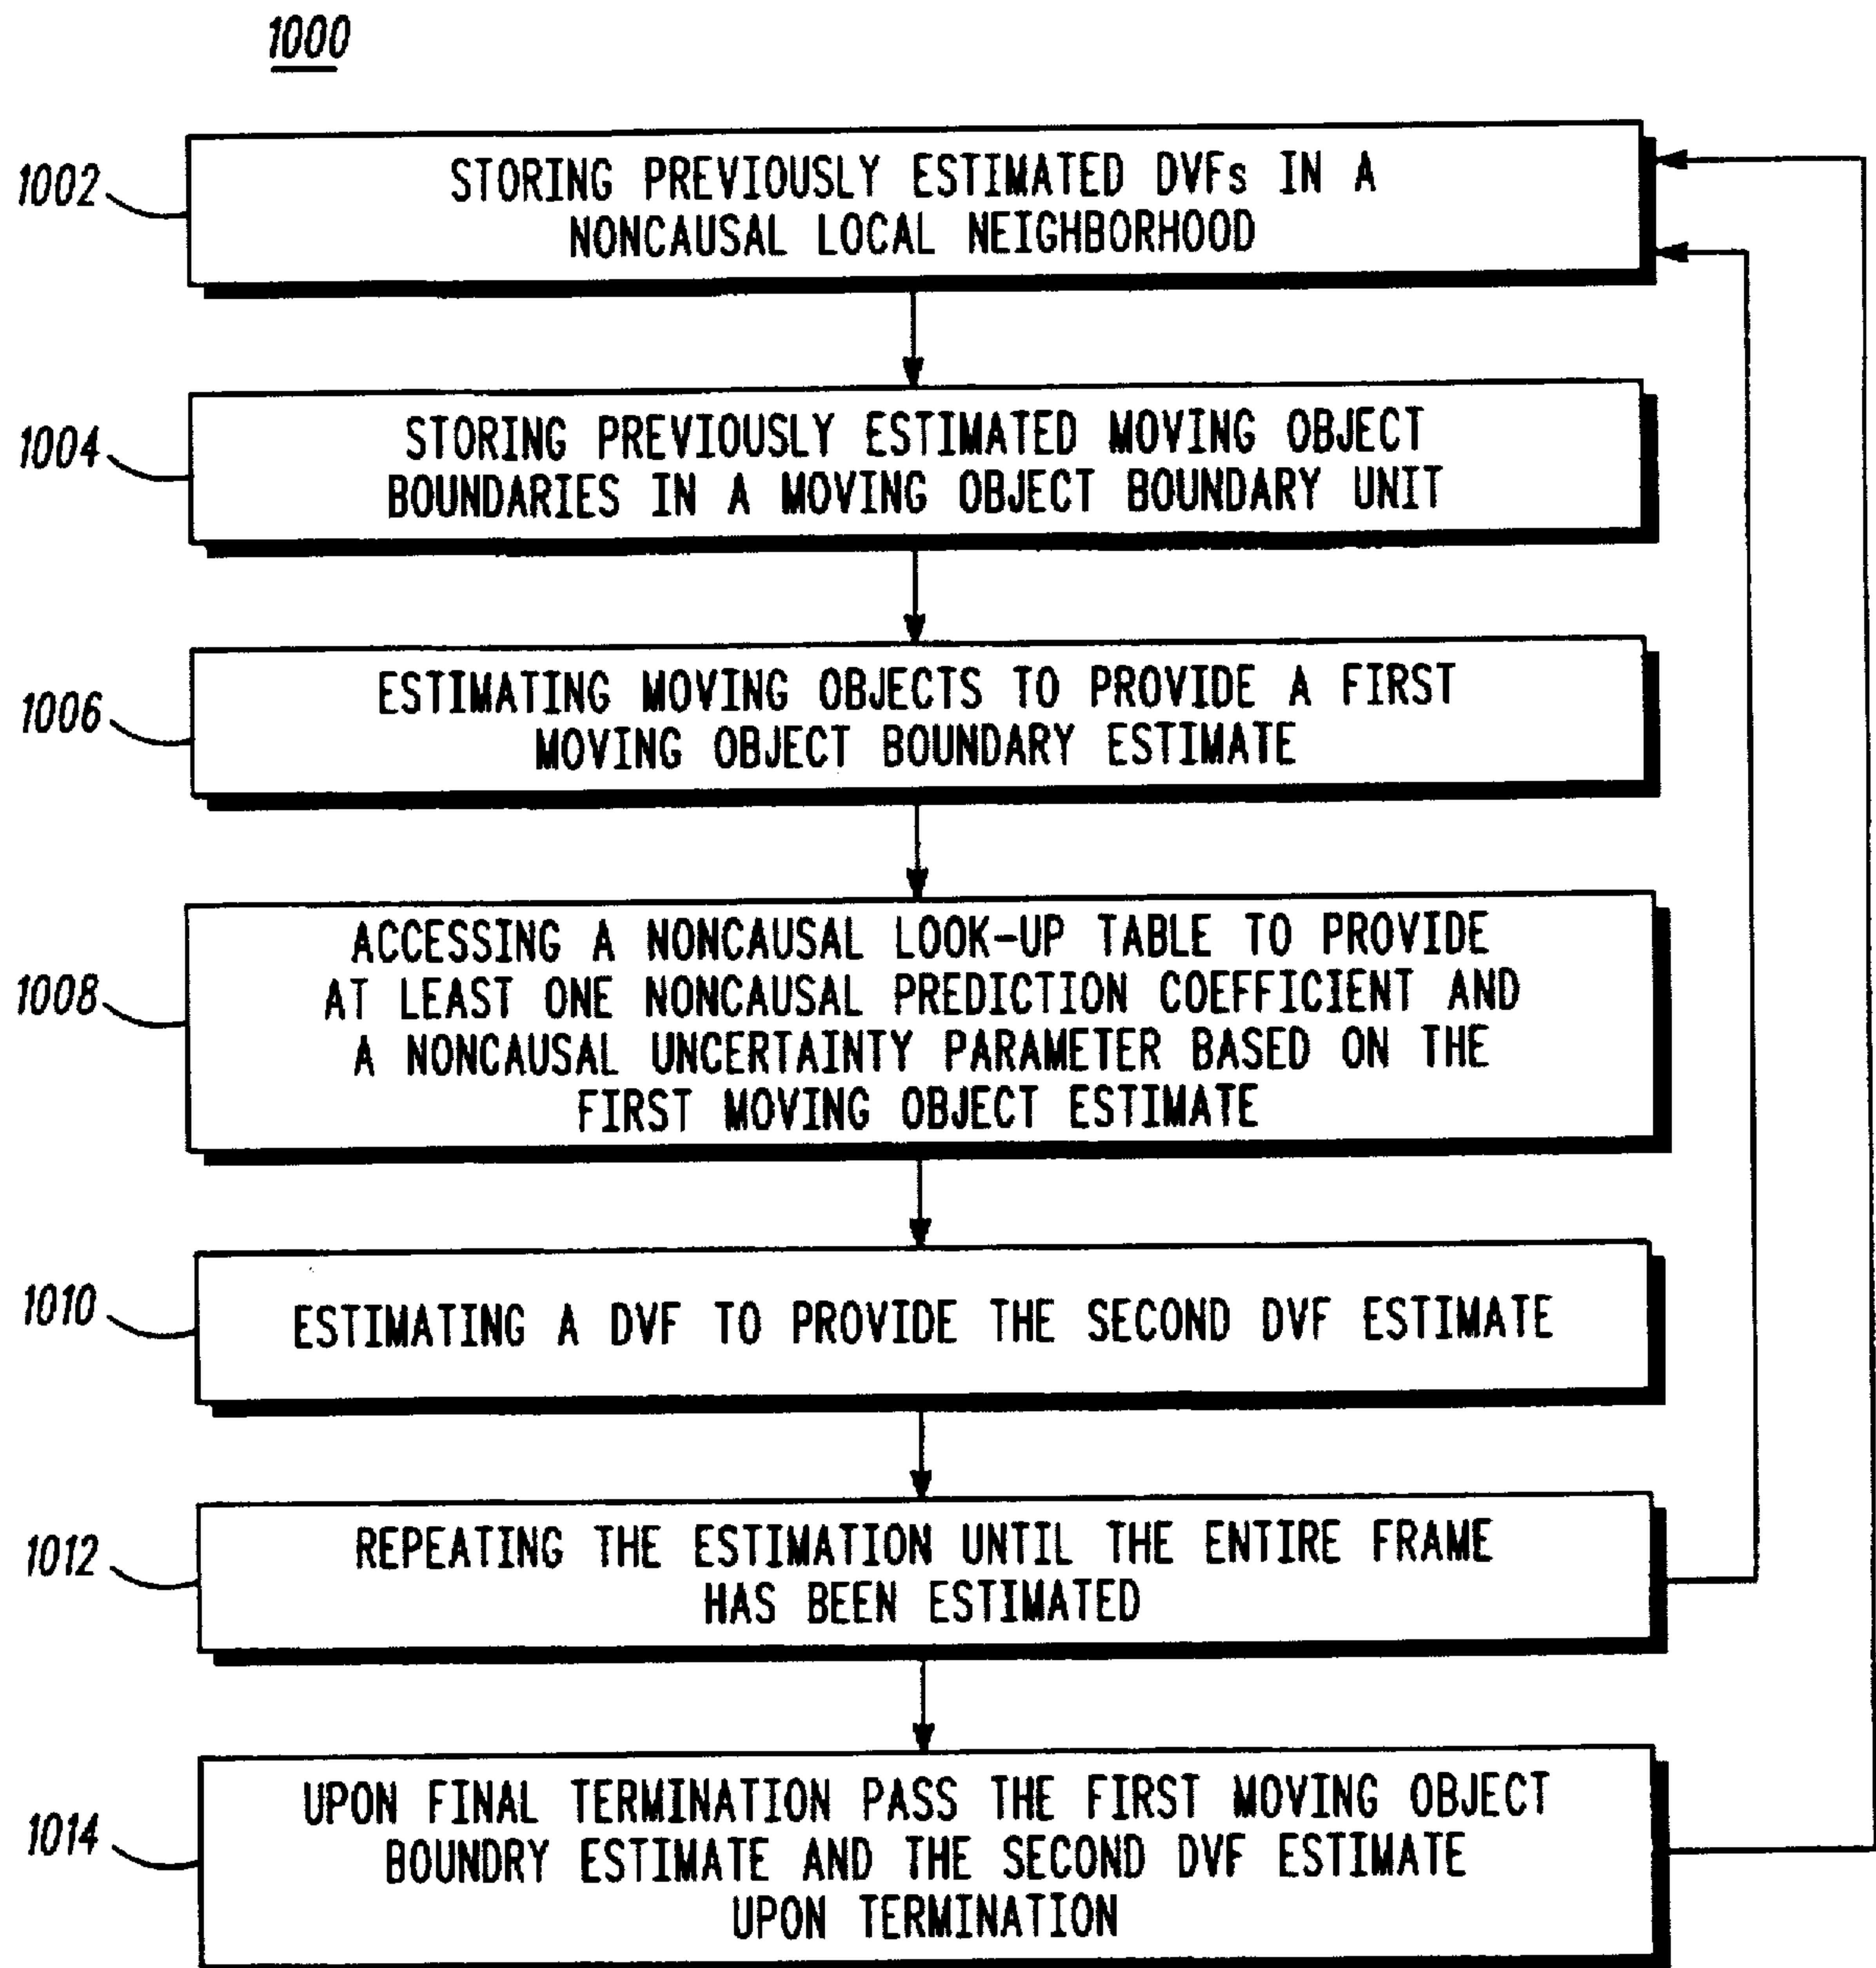 1000
1002
STORING PREVIOUSLY ESTIMATED DVFs IN A
NONCAUSAL LOCAL NEIGHBORHOOD
1004
STORING PREVIOUSLY ESTIMATED MOVING OBJECT
BOUNDARIES IN A MOVING OBJECT BOUNDARY UNIT
1006
ESTIMATING MOVING OBJECTS TO PROVIDE A FIRST
MOVING OBJECT BOUNDARY ESTIMATE
1008
ACCESSING A NONCAUSAL LOOK-UP TABLE TO PROVIDE
AT LEAST ONE NONCAUSAL PREDICTION COEFFICIENT AND
A NONCAUSAL UNCERTAINTY PARAMETER BASED ON THE
FIRST MOVING OBJECT ESTIMATE
1010
ESTIMATING A DVF TO PROVIDE THE SECOND DVF ESTIMATE
1012
REPEATING THE ESTIMATION UNTIL THE ENTIRE FRAME
HAS BEEN ESTIMATED
1014
UPON FINAL TERMINATION PASS THE FIRST MOVING OBJECT
BOUNDRY ESTIMATE AND THE SECOND DVF ESTIMATE
UPON TERMINATION